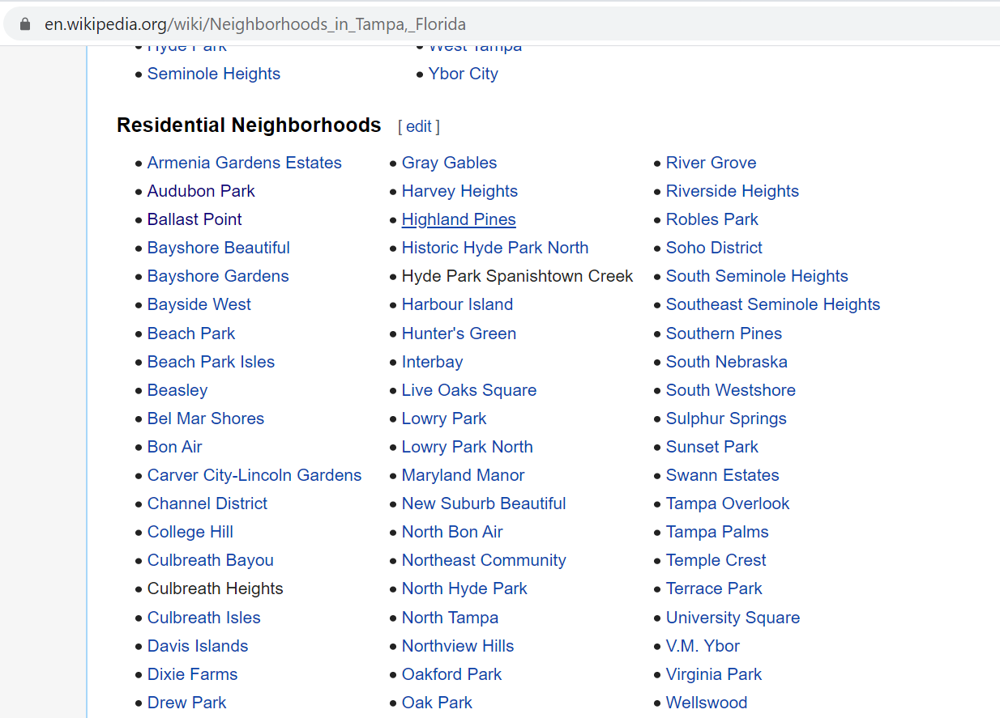 en.wikipedia.org/wiki/Neighborhoods_in_Tampa,_Florida
• Hyde Park
• West Tampa
• Seminole Heights
• Ybor City
Residential Neighborhoods [ edit ]
• Armenia Gardens Estates
• Audubon Park
• Ballast Point
• Bayshore Beautiful
• Bayshore Gardens
• Bayside West
• Beach Park
• Beach Park Isles
• Beasley
• Bel Mar Shores
• Bon Air
• Carver City-Lincoln Gardens
• Channel District
• College Hill
• Culbreath Bayou
• Culbreath Heights
• Culbreath Isles
• Davis Islands
• Dixie Farms
• Drew Park
• Gray Gables
• Harvey Heights
• Highland Pines
• Historic Hyde Park North
• Hyde Park Spanishtown Creek
• Harbour Island
• Hunter's Green
• Interbay
• Live Oaks Square
• Lowry Park
• Lowry Park North
• Maryland Manor
• New Suburb Beautiful
• North Bon Air
• Northeast Community
• North Hyde Park
• North Tampa
• Northview Hills
• Oakford Park
• Oak Park
• River Grove
• Riverside Heights
• Robles Park
• Soho District
• South Seminole Heights
• Southeast Seminole Heights
• Southern Pines
• South Nebraska
• South Westshore
• Sulphur Springs
• Sunset Park
• Swann Estates
• Tampa Overlook
• Tampa Palms
• Temple Crest
• Terrace Park
• University Square
• V.M. Ybor
• Virginia Park
• Wellswood